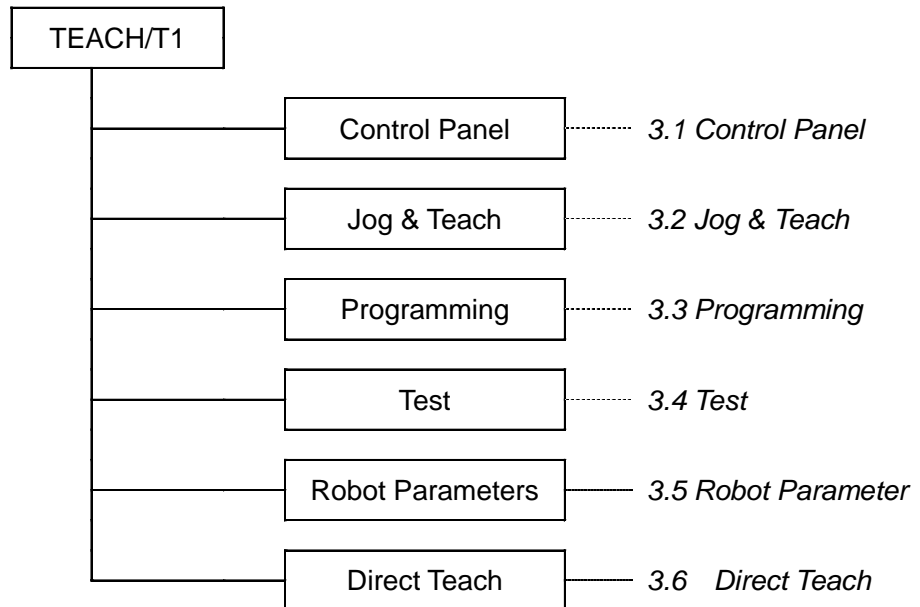 TEACH/T1
Control Panel 3.1 Control Panel
Jog & Teach 3.2 Jog & Teach
Programming 3.3 Programming
Test 3.4 Test
Robot Parameters 3.5 Robot Parameter
Direct Teach 3.6 Direct Teach